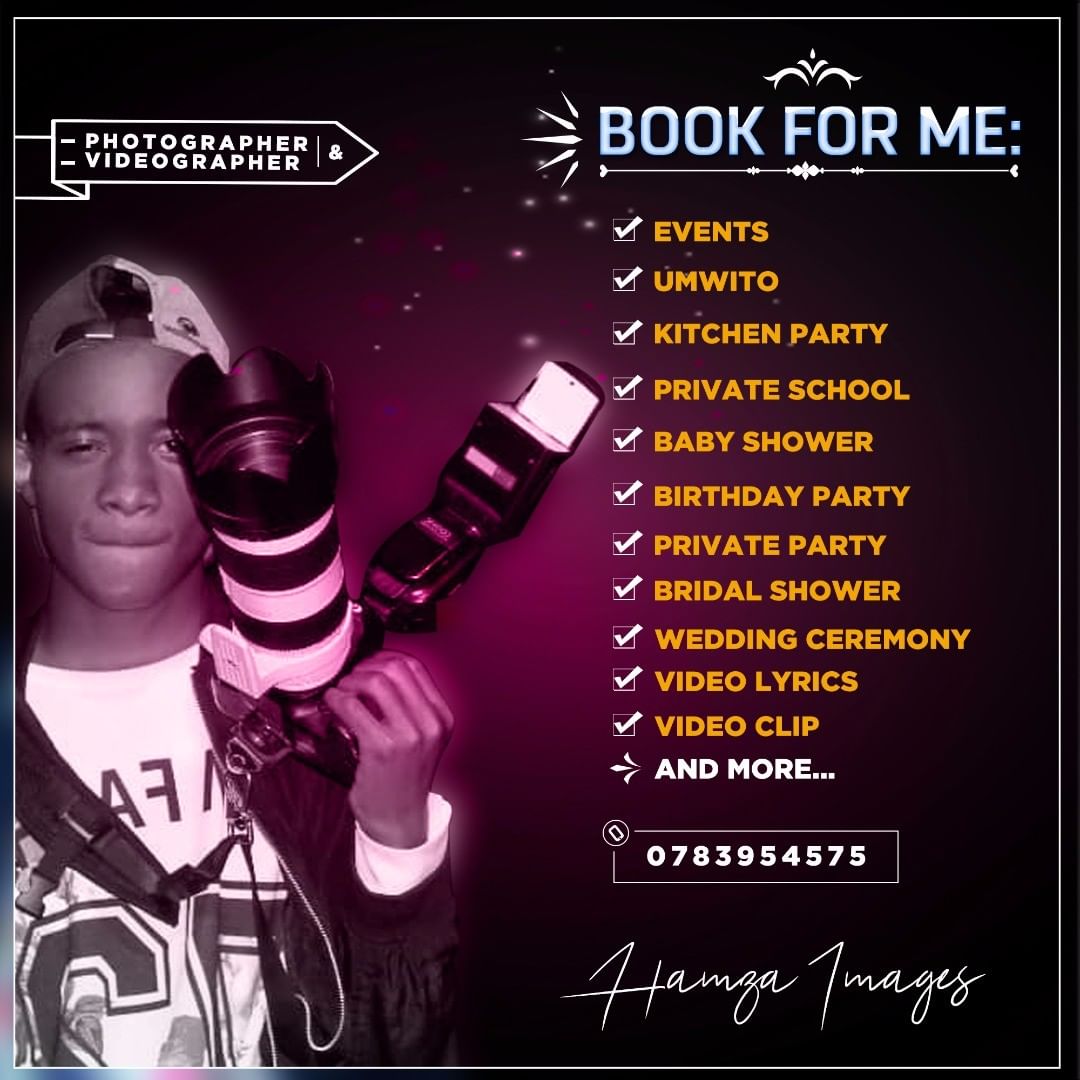 - PHOTOGRAPHER
- VIDEOGRAPHER
&
BOOK FOR ME:
EVENTS
UMWITO
KITCHEN PARTY
PRIVATE SCHOOL
BABY SHOWER
BIRTHDAY PARTY
PRIVATE PARTY
BRIDAL SHOWER
WEDDING CEREMONY
VIDEO LYRICS
VIDEO CLIP
AND MORE...
0783954575
Hamza Images